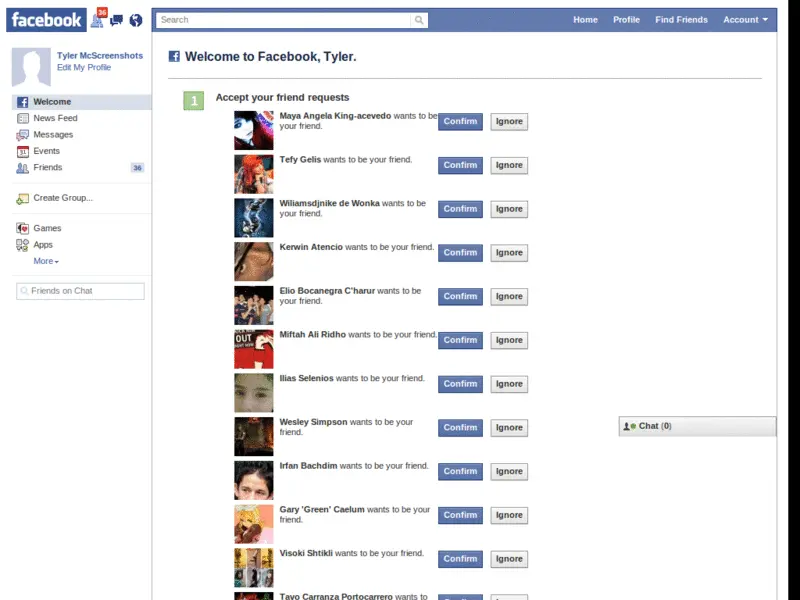 facebook
36
Search
Home Profile Find Friends Account
Tyler McScreenshots
Edit My Profile
Welcome
News Feed
Messages
31
Events
Friends 36
Create Group...
Games
Apps
More
Friends on Chat
Welcome to Facebook, Tyler.
1 Accept your friend requests
Maya Angela King-acevedo wants to be
your friend.
Confirm Ignore
Tefy Gelis wants to be your friend.
Confirm Ignore
Wiliamsdjnike de Wonka wants to be
your friend.
Confirm Ignore
Kerwin Atencio wants to be your friend.
Confirm Ignore
Elio Bocanegra C'harur wants to be
your friend.
Confirm Ignore
OUT
Miftah Ali Ridho wants to be your friend.
Confirm Ignore
Ilias Selenios wants to be your friend.
Confirm Ignore
Wesley Simpson wants to be your
friend.
Confirm Ignore
Irfan Bachdim wants to be your friend.
Confirm Ignore
Gary 'Green' Caelum wants to be your
friend.
Confirm Ignore
Visoki Shtikli wants to be your friend.
Confirm Ignore
Tavo Carranza Portocarrero wants to
Confirm Ignore
Chat (0)